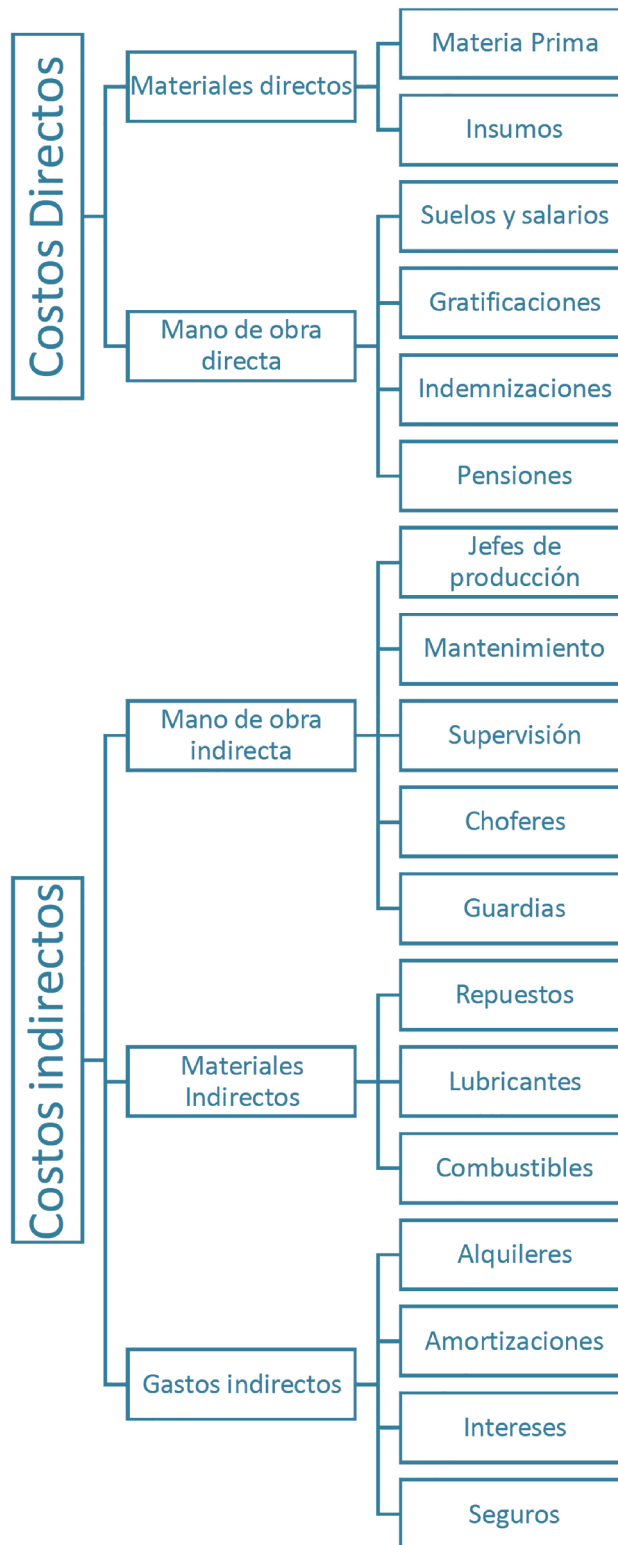 Costos Directos
Materiales directos
Materia Prima
Insumos
Mano de obra
directa
Suelos y salarios
Gratificaciones
Indemnizaciones
Pensiones
Costos indirectos
Mano de obra
indirecta
Jefes de
producción
Mantenimiento
Supervisión
Choferes
Guardias
Materiales
Indirectos
Repuestos
Lubricantes
Combustibles
Gastos indirectos
Alquileres
Amortizaciones
Intereses
Seguros